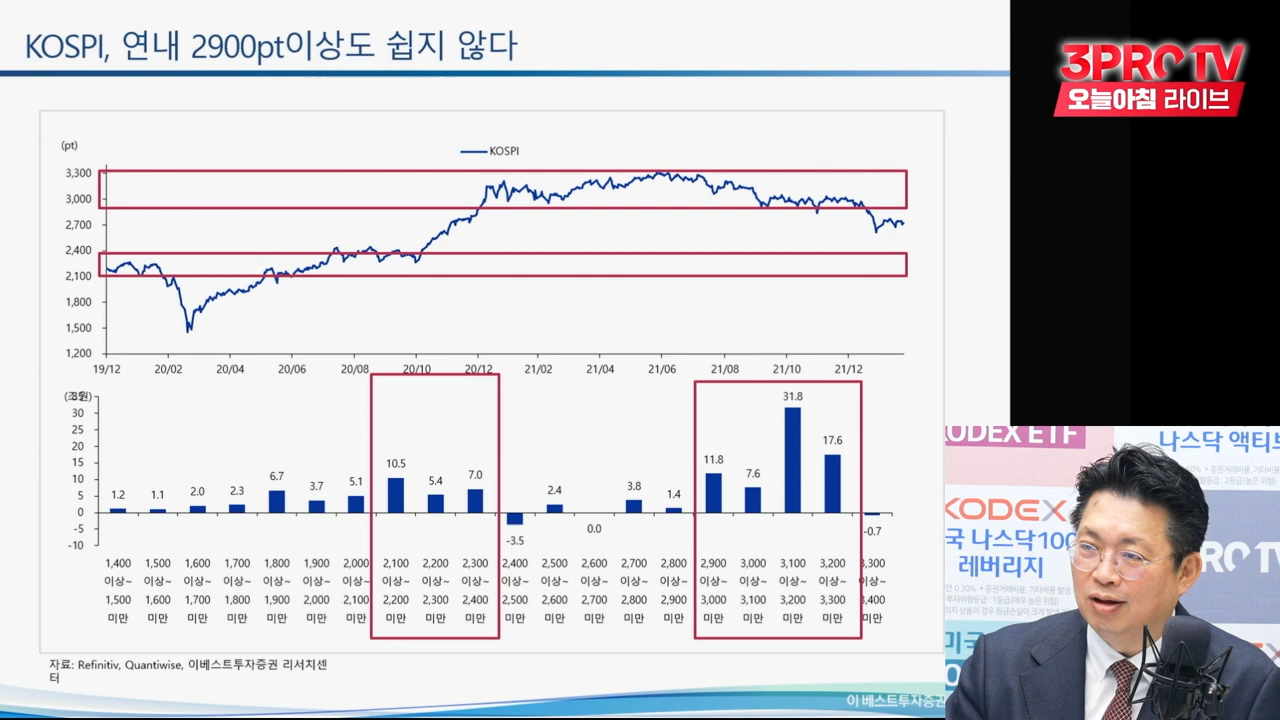 KOSPI, 연내 2900pt이상도 쉽지 않다
3PRO TV
오늘아침 라이브
(pt)
KOSPI
3,300
3,000
2,700
2,400
2,100
1,800
1,500
1,200
19/12 20/02 20/04 20/06 20/08 20/10 20/12 21/02 21/04 21/06 21/08 21/10 21/12
(조원)
35
30
25
20
15
10
5
0
-5
-10
1.2 1.1 2.0 2.3 6.7 3.7 5.1 10.5 5.4 7.0 -3.5 2.4 0.0 3.8 1.4 11.8 7.6 31.8 17.6 -0.7
1,400 1,500 1,600 1,700 1,800 1,900 2,000 2,100 2,200 2,300 2,400 2,500 2,600 2,700 2,800 2,900 3,000 3,100 3,200 3,300
이상~ 이상~ 이상~ 이상~ 이상~ 이상~ 이상~ 이상~ 이상~ 이상~ 이상~ 이상~ 이상~ 이상~ 이상~ 이상~ 이상~ 이상~ 이상~ 이상~
1,500 1,600 1,700 1,800 1,900 2,000 2,100 2,200 2,300 2,400 2,500 2,600 2,700 2,800 2,900 3,000 3,100 3,200 3,300 3,400
미만 미만 미만 미만 미만 미만 미만 미만 미만 미만 미만 미만 미만 미만 미만 미만 미만 미만 미만 미만
자료: Refinitiv, Quantiwise, 이베스트투자증권 리서치센
터
이베스트투자증권
KODEX ETF
나스닥 액티브
KODEX
국 나스닥100
레버리지
PRO TV
미국